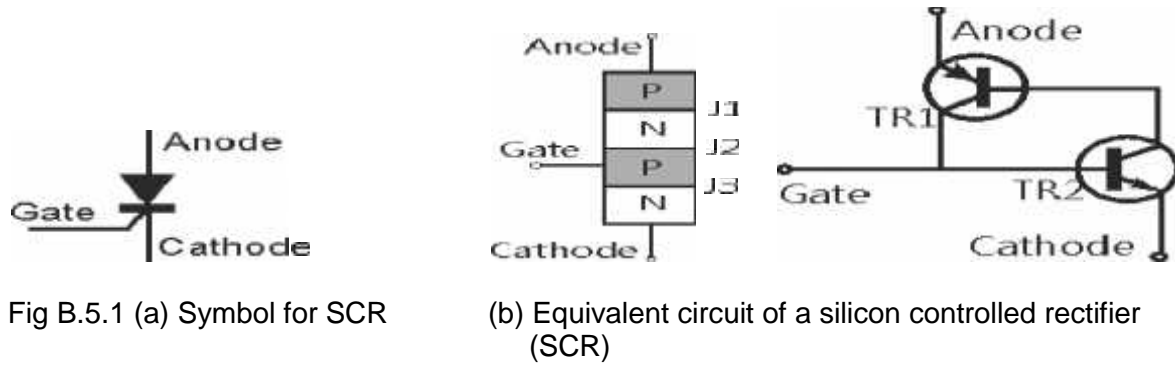 Anode
Gate
Cathode
Anode
P
J1
N
J2
Gate
P
J3
N
Cathode
Anode
TR1
Gate
TR2
Cathode
Fig B.5.1 (a) Symbol for SCR
(b) Equivalent circuit of a silicon controlled rectifier
(SCR)